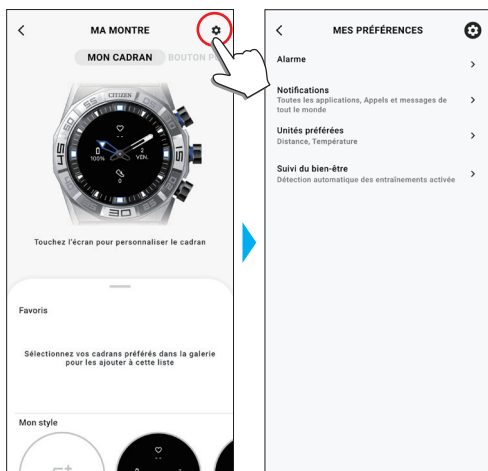 MA MONTRE
MON CADRAN BOUTON
CITIZEN
100%
2
VEN.
0
Touchez l'écran pour personnaliser le cadran
Favoris
Sélectionnez vos cadrans préférés dans la galerie
pour les ajouter à cette liste
Mon style
MES PRÉFÉRENCES
Alarme
Notifications
Toutes les applications, Appels et messages de
tout le monde
Unités préférées
Distance, Température
Suivi du bien-être
Détection automatique des entraînements activée